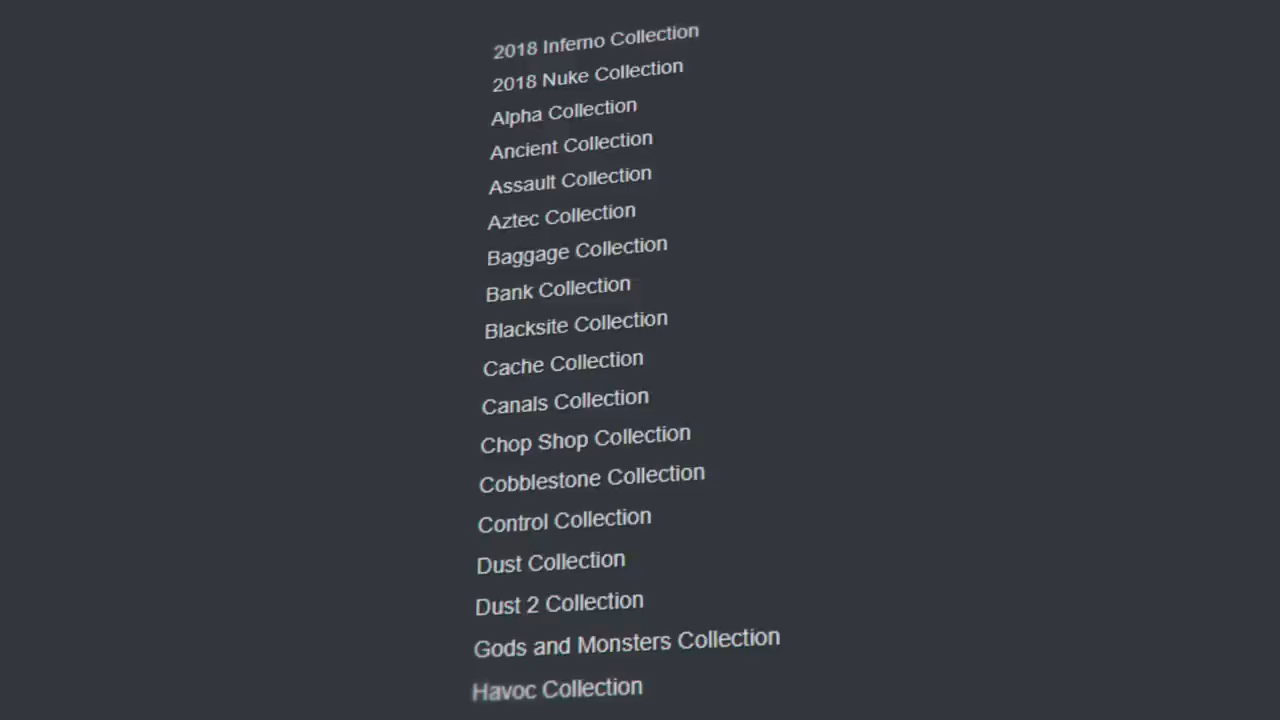 2018 Inferno Collection
2018 Nuke Collection
Alpha Collection
Ancient Collection
Assault Collection
Aztec Collection
Baggage Collection
Bank Collection
Blacksite Collection
Cache Collection
Canals Collection
Chop Shop Collection
Cobblestone Collection
Control Collection
Dust Collection
Dust 2 Collection
Gods and Monsters Collection
Havoc Collection